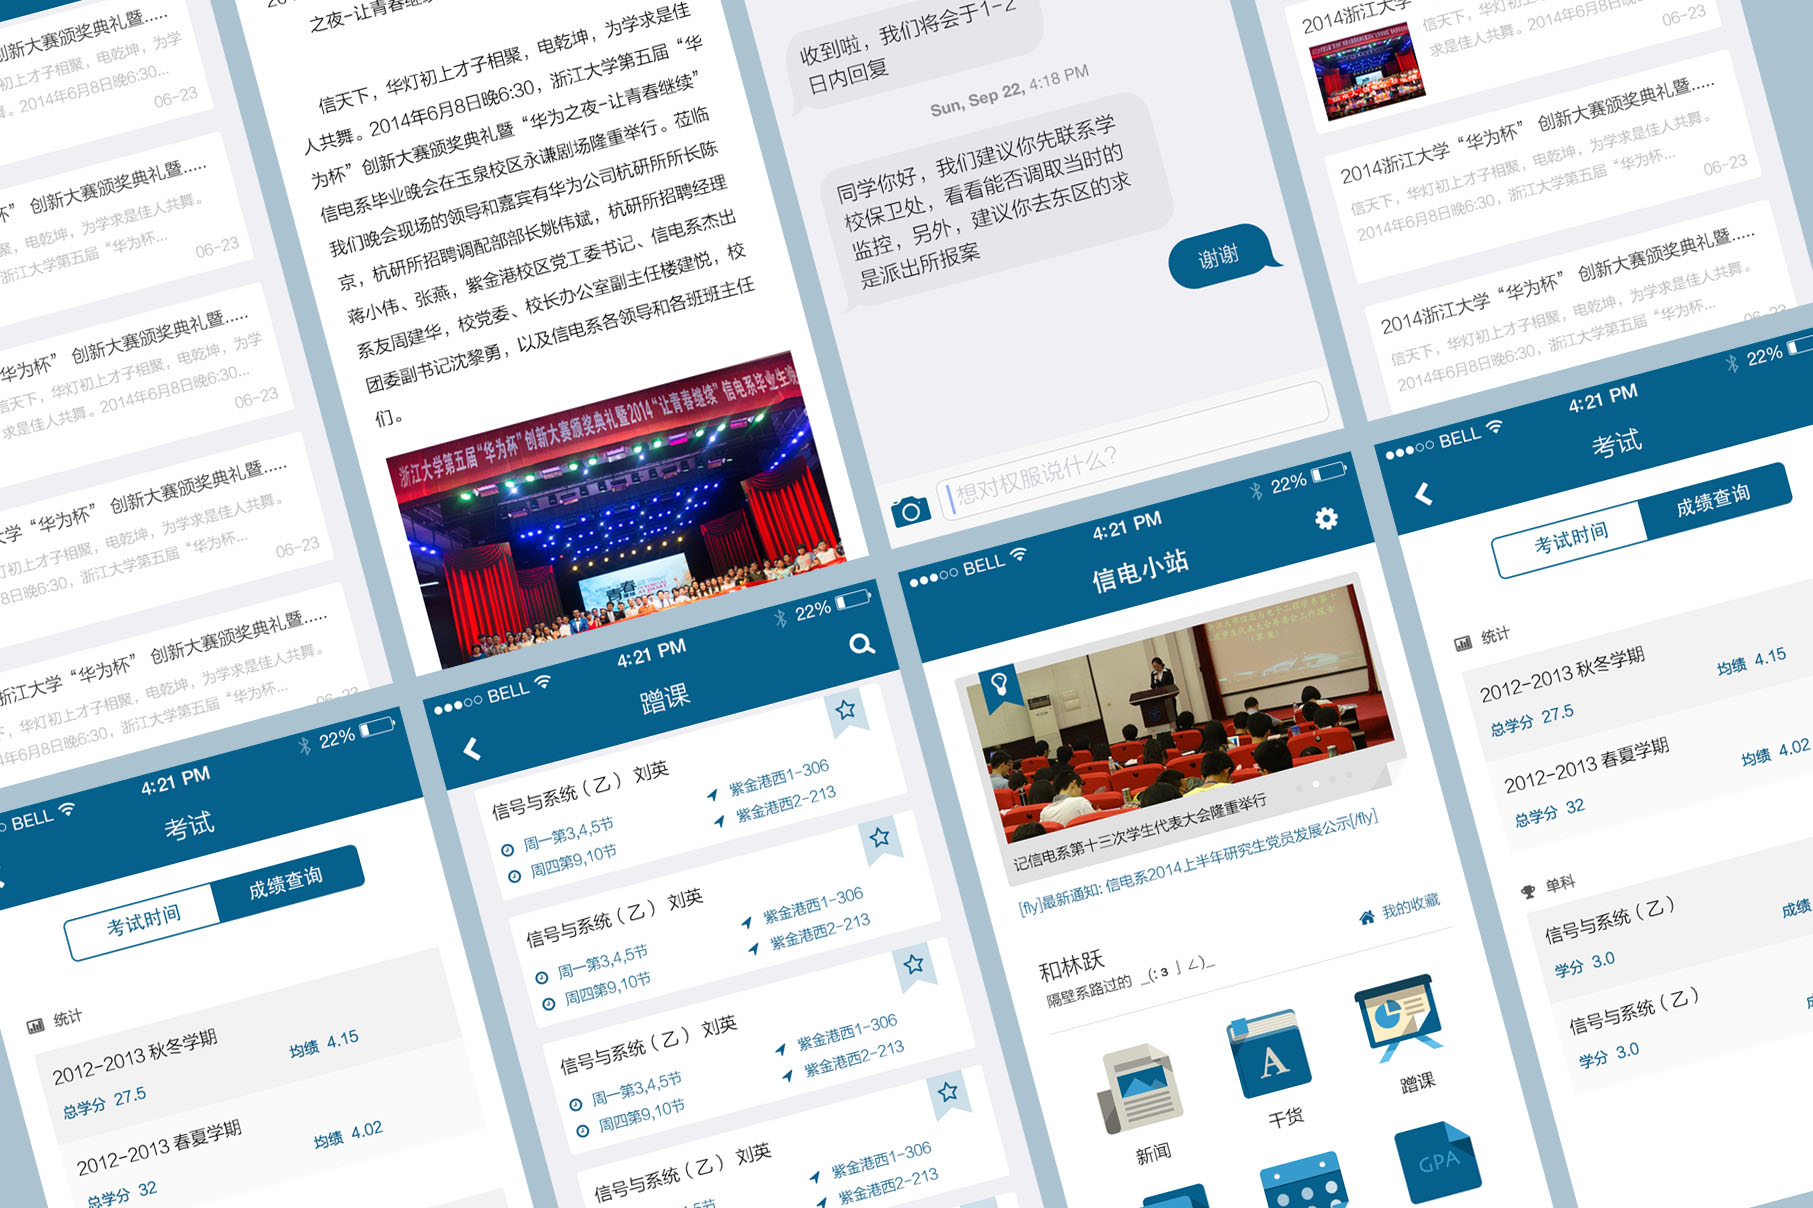 创新大赛颁奖典礼暨.....
聚，电乾坤，为学
。2014年6月8日晚6:30...
06-23
杯” 创新大赛颁奖典礼暨.....
聚，电乾坤，为学求是佳人共舞。
浙江大学第五届“华为杯...
06-23
华为杯” 创新大赛颁奖典礼暨.....
信天下，华灯初上才子相聚，电乾坤，为学
求是佳人共舞。2014年6月8日晚6:30...
06-23
学“华为杯” 创新大赛颁奖典礼暨.....
灯初上才子相聚，电乾坤，为学求是佳人共舞。
年6月8日晚6:30，浙江大学第五届“华为杯...
06-23
浙江大学“华为杯” 创新大赛颁奖典礼暨.....
华灯初上才子相聚，电乾坤，为学求是佳人共舞。
4年6月8日晚6:30，浙江大学第五届“华为杯...
之夜-让青春继续
信天下，华灯初上才子相聚，电乾坤，为学求是佳
人共舞。2014年6月8日晚6:30，浙江大学第五届“华
为杯”创新大赛颁奖典礼暨“华为之夜-让青春继续”
信电系毕业晚会在玉泉校区永谦剧场隆重举行。莅临
我们晚会现场的领导和嘉宾有华为公司杭研所所长陈
京，杭研所招聘调配部部长姚伟斌，杭研所招聘经理
蒋小伟、张燕，紫金港校区党工委书记、信电系杰出
系友周建华，校党委、校长办公室副主任楼建悦，校
团委副书记沈黎勇，以及信电系各领导和各班班主任
们。
浙江大学第五届“华为杯”创新大赛颁奖典礼暨2014“让青春继续”信电系毕业生晚
青春
收到啦，我们将会于1-2
日内回复
Sun, Sep 22, 4:18 PM
同学你好，我们建议你先联系学
校保卫处，看看能否调取当时的
监控，另外，建议你去东区的求
是派出所报案
谢谢
想对权服说什么？
2014浙江大学
信天下，华灯初上才子相聚，电乾坤，为学
求是佳人共舞。2014年6月8日晚6:30...
06-23
2014浙江大学“华为杯” 创新大赛颁奖典礼暨.....
信天下，华灯初上才子相聚，电乾坤，为学求是佳人共舞。
2014年6月8日晚6:30，浙江大学第五届“华为杯...
06-23
2014浙江大学“华为杯” 创新大赛颁奖典礼暨.....
信天下，华灯初上才子相聚，电乾坤，为学求是佳人共舞。
2014年6月8日晚6:30，浙江大学第五届“华为杯...
06-23
BELL
4:21 PM
22%
考试
考试时间
成绩查询
统计
2012-2013 秋冬学期
均绩 4.15
总学分 27.5
2012-2013 春夏学期
均绩 4.02
总学分 32
BELL
4:21 PM
22%
蹭课
信号与系统（乙） 刘英
周一第3,4,5节
紫金港西1-306
周四第9,10节
紫金港西2-213
信号与系统（乙） 刘英
周一第3,4,5节
紫金港西1-306
周四第9,10节
紫金港西2-213
信号与系统（乙） 刘英
周一第3,4,5节
紫金港西1-306
周四第9,10节
紫金港西2-213
信号与系统（乙） 刘英
紫金港西1-306
紫金港西2-213
BELL
4:21 PM
22%
信电小站
记信电系第十三次学生代表大会隆重举行
[fly]最新通知: 信电系2014上半年研究生党员发展公示[/fly]
我的收藏
和林跃
隔壁系路过的 _(:з｣∠)_
新闻
A
干货
蹭课
GPA
BELL
4:21 PM
22%
考试
考试时间
成绩查询
统计
2012-2013 秋冬学期
均绩 4.15
总学分 27.5
2012-2013 春夏学期
均绩 4.02
总学分 32
单科
信号与系统（乙）
成绩
学分 3.0
信号与系统（乙）
学分 3.0